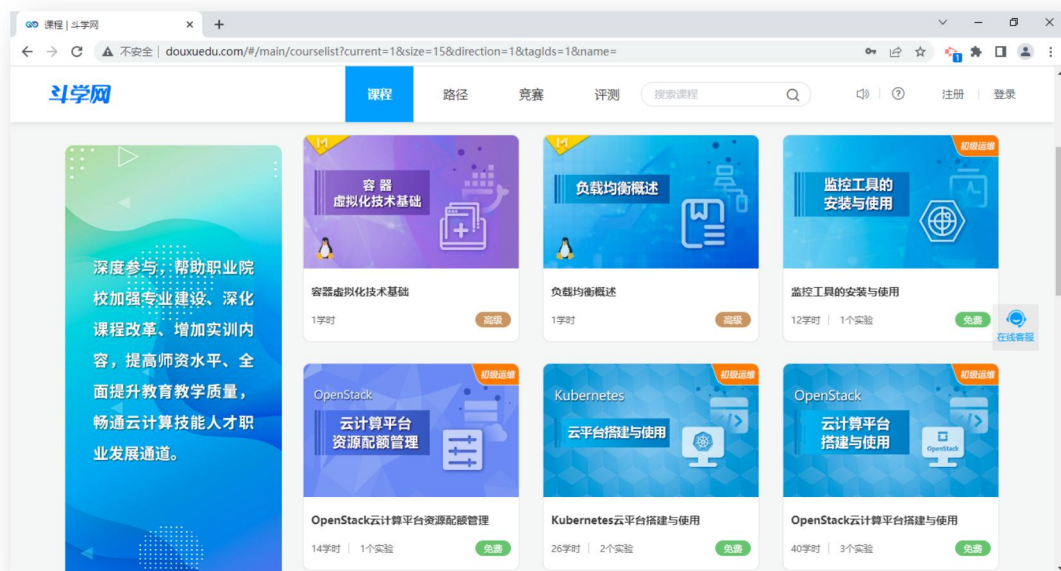 课程 | 斗学网
不安全 | douxuedu.com/#/main/courselist?current=1&size=15&direction=1&tagIds=1&name=
1
斗学网
课程 路径 竞赛 评测 搜索课程 注册 登录
深度参与，帮助职业院
校加强专业建设、深化
课程改革、增加实训内
容，提高师资水平、全
面提升教育教学质量，
畅通云计算技能人才职
业发展通道。
M
容器
虚拟化技术基础
容器虚拟化技术基础
1学时 高级
M
负载均衡概述
负载均衡概述
1学时 高级
初级运维
监控工具的
安装与使用
监控工具的安装与使用
12学时 | 1个实验 免费
初级运维
OpenStack
云计算平台
资源配额管理
OpenStack云计算平台资源配额管理
14学时 | 1个实验 免费
初级运维
Kubernetes
云平台搭建与使用
Kubernetes云平台搭建与使用
26学时 | 2个实验 免费
初级运维
OpenStack
云计算平台
搭建与使用
OpenStack
OpenStack云计算平台搭建与使用
40学时 | 3个实验 免费
在线客服